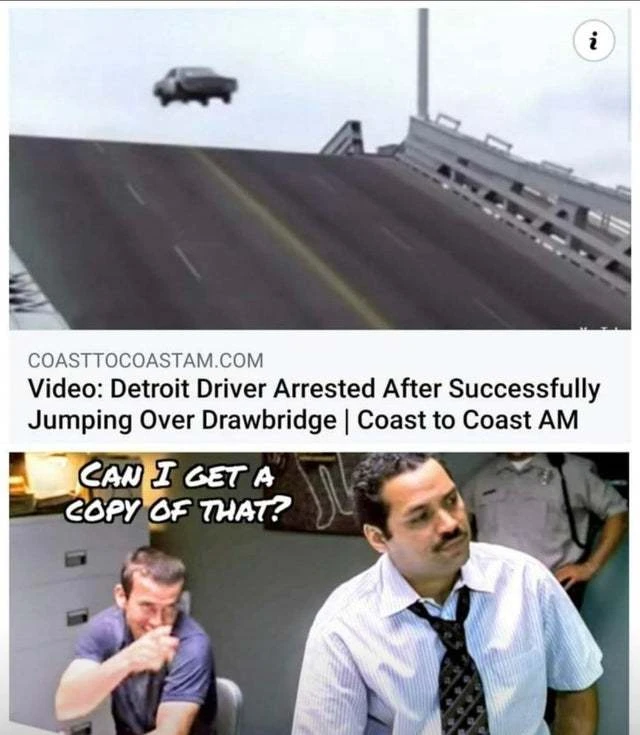 i
COASTTOCOASTAM.COM
Video: Detroit Driver Arrested After Successfully
Jumping Over Drawbridge | Coast to Coast AM
CAN I GET A
COPY OF THAT?